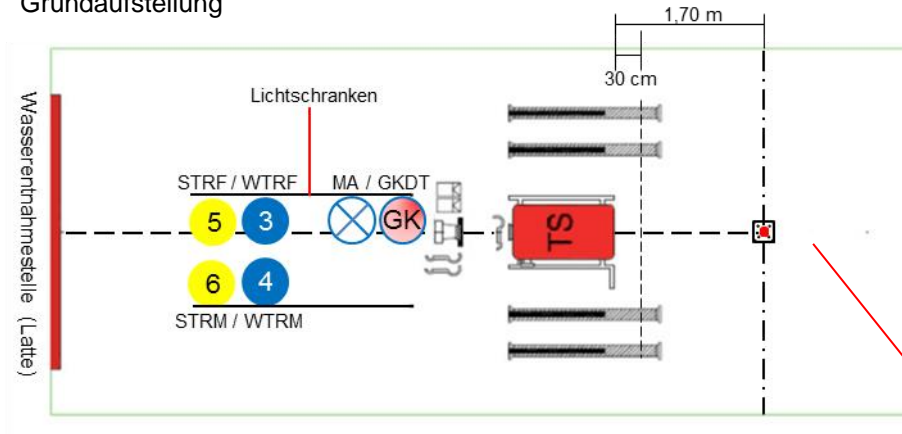 Grundaufstellung
1,70 m
30 cm
Lichtschranken
Wasserentnahmestelle (Latte)
STRF / WTRF MA / GKDT
5 3 GK
TS
6 4
STRM / WTRM